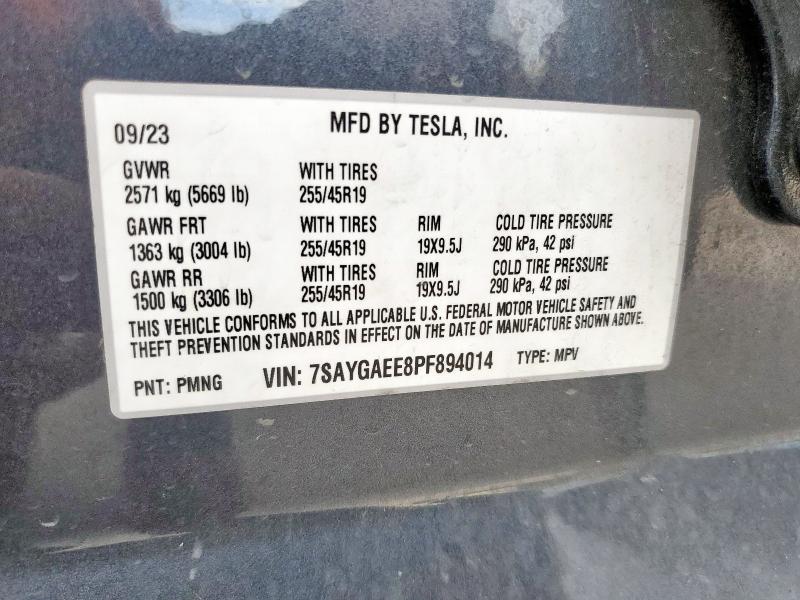 09/23 MFD BY TESLA, INC.
GVWR WITH TIRES
2571 kg (5669 lb) 255/45R19
GAWR FRT WITH TIRES RIM COLD TIRE PRESSURE
1363 kg (3004 lb) 255/45R19 19X9.5J 290 kPa, 42 psi
GAWR RR WITH TIRES RIM COLD TIRE PRESSURE
1500 kg (3306 lb) 255/45R19 19X9.5J 290 kPa, 42 psi
THIS VEHICLE CONFORMS TO ALL APPLICABLE U.S. FEDERAL MOTOR VEHICLE SAFETY AND
THEFT PREVENTION STANDARDS IN EFFECT ON THE DATE OF MANUFACTURE SHOWN ABOVE.
PNT: PMNG VIN: 7SAYGAEE8PF894014 TYPE: MPV